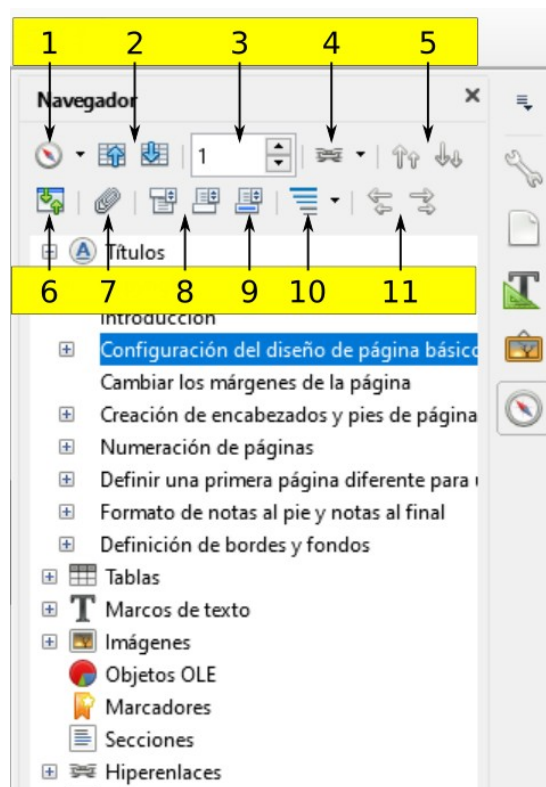 1 2 3 4 5
Navegador
1
Títulos
6 7 8 9 10 11
Introducción
Configuración del diseño de página básico
Cambiar los márgenes de la página
Creación de encabezados y pies de página
Numeración de páginas
Definir una primera página diferente para
Formato de notas al pie y notas al final
Definición de bordes y fondos
Tablas
Marcos de texto
Imágenes
Objetos OLE
Marcadores
Secciones
Hiperenlaces